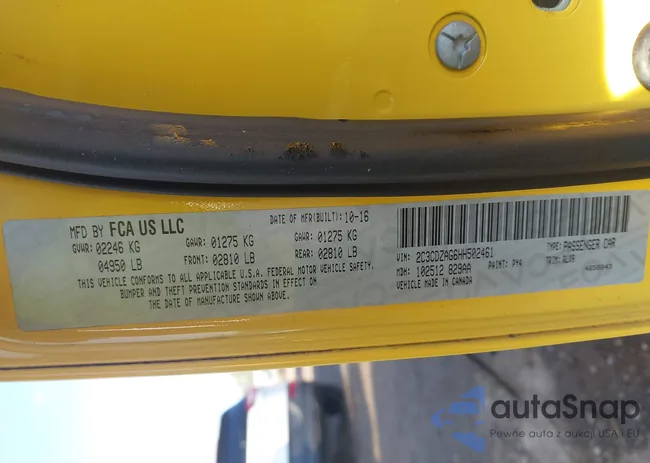 MFD BY FCA US LLC
DATE OF MFR(BUILT): 10-16
GVWR: 02246 KG
GAWR: 01275 KG
01275 KG
04950 LB
FRONT: 02810 LB
REAR: 02810 LB
THIS VEHICLE CONFORMS TO ALL APPLICABLE U.S.A. FEDERAL MOTOR VEHICLE SAFETY,
BUMPER AND THEFT PREVENTION STANDARDS IN EFFECT ON
THE DATE OF MANUFACTURE SHOWN ABOVE.
VIN: 2C3CDZAG6HH502461
TYPE: PASSENGER CAR
MDH: 102512 829AA
PAINT: PY4
VEHICLE MADE IN CANADA
autoSnap
Pewne auta z aukcji USA i EU